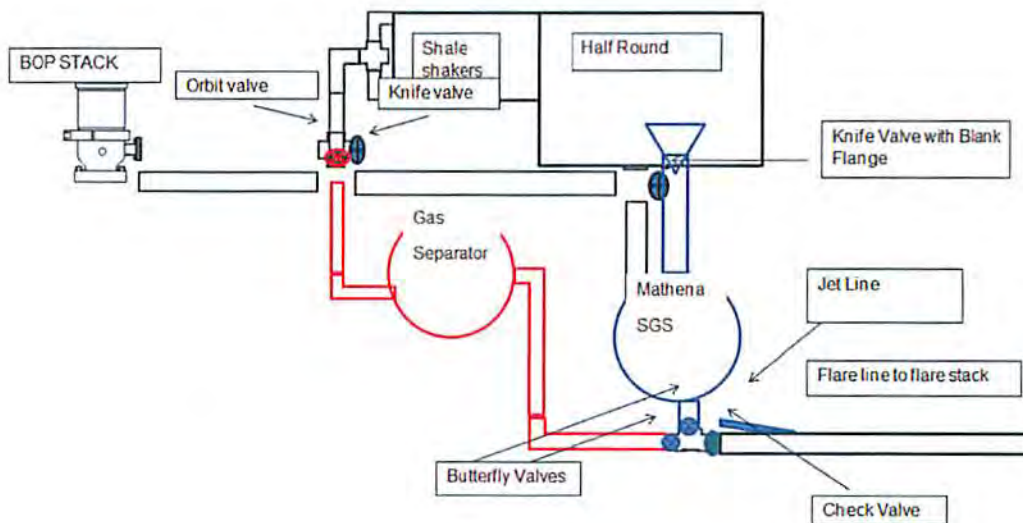 BOP STACK
Orbit valve
Shale
shakers
Knife valve
Half Round
Knife Valve with Blank
Flange
Gas
Separator
Mathena
SGS
Jet Line
Flare line to flare stack
Butterfly Valves
Check Valve